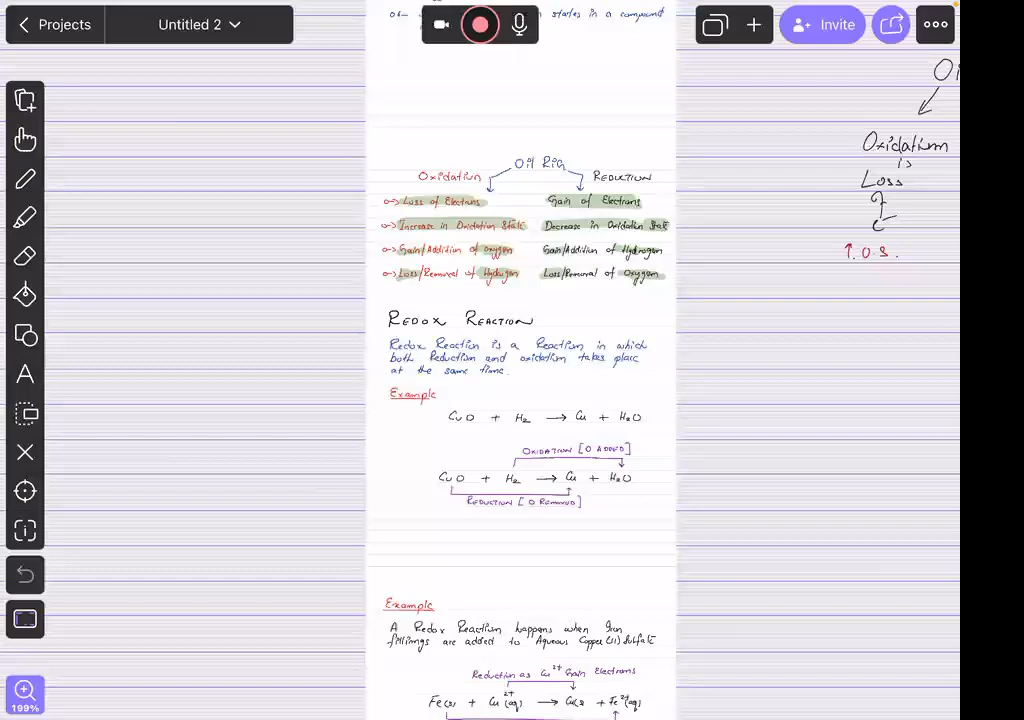 Projects
Untitled 2
Invite
states in a compound
Oil Rig
Oxidation
REDUCTION
Loss of Electrons
Gain of Electrons
Increase in Oxidation State
Decrease in Oxidation State
Gain/Addition of oxygen
Gain/Addition of Hydrogen
Loss/Removal of Hydrogen
Loss/Removal of Oxygen
REDOX REACTION
Redox Reaction is a Reaction in which
both Reduction and oxidation takes place
at the same time.
Example
CuO + H₂ → Cu + H₂O
OXIDATION [O ADDED]
CuO + H₂ → Cu + H₂O
REDUCTION [O REMOVED]
Example
A Redox Reaction happens when Iron
fillings are added to Aqueous Copper(II) Sulfate
Reduction as Cu²⁺ Gain Electrons
Fe(s) + Cu²⁺(aq) → Cu(s) + Fe²⁺(aq)
Oxidation
is
Loss
of
e⁻
↑ O.S.
199%